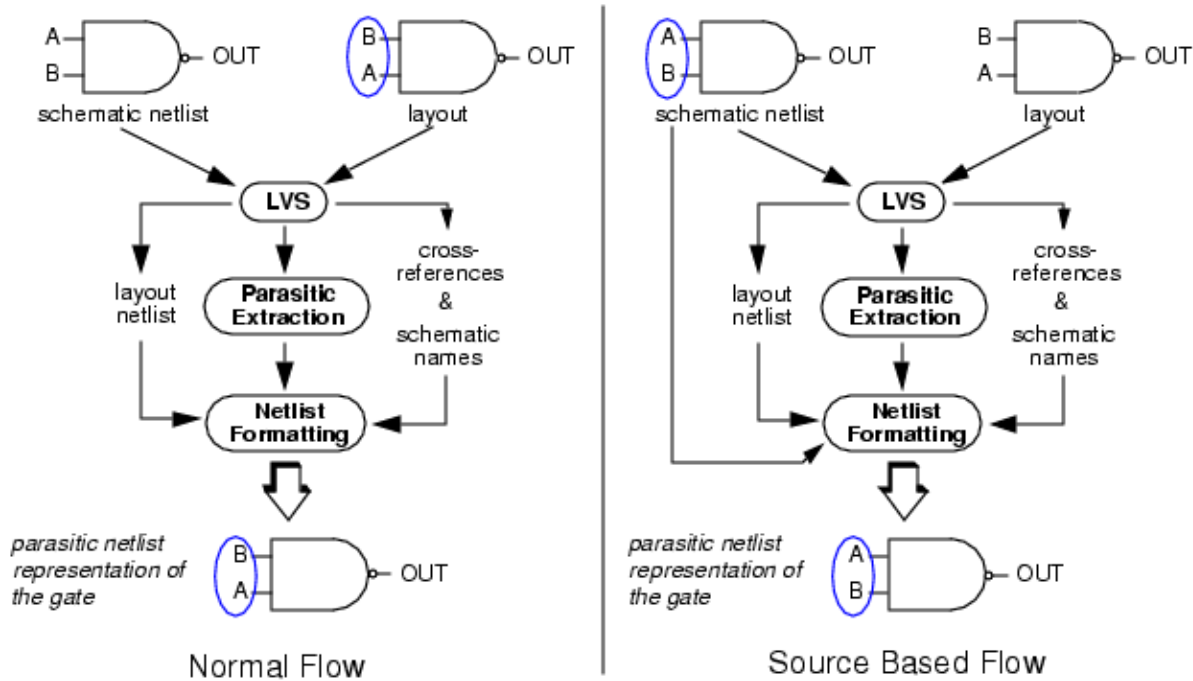 A
B
OUT
schematic netlist
B
A
OUT
layout
LVS
layout
netlist
Parasitic
Extraction
cross-
references
&
schematic
names
Netlist
Formatting
parasitic netlist
representation of
the gate
B
A
OUT
Normal Flow
A
B
OUT
schematic netlist
B
A
OUT
layout
LVS
layout
netlist
Parasitic
Extraction
cross-
references
&
schematic
names
Netlist
Formatting
parasitic netlist
representation of
the gate
A
B
OUT
Source Based Flow